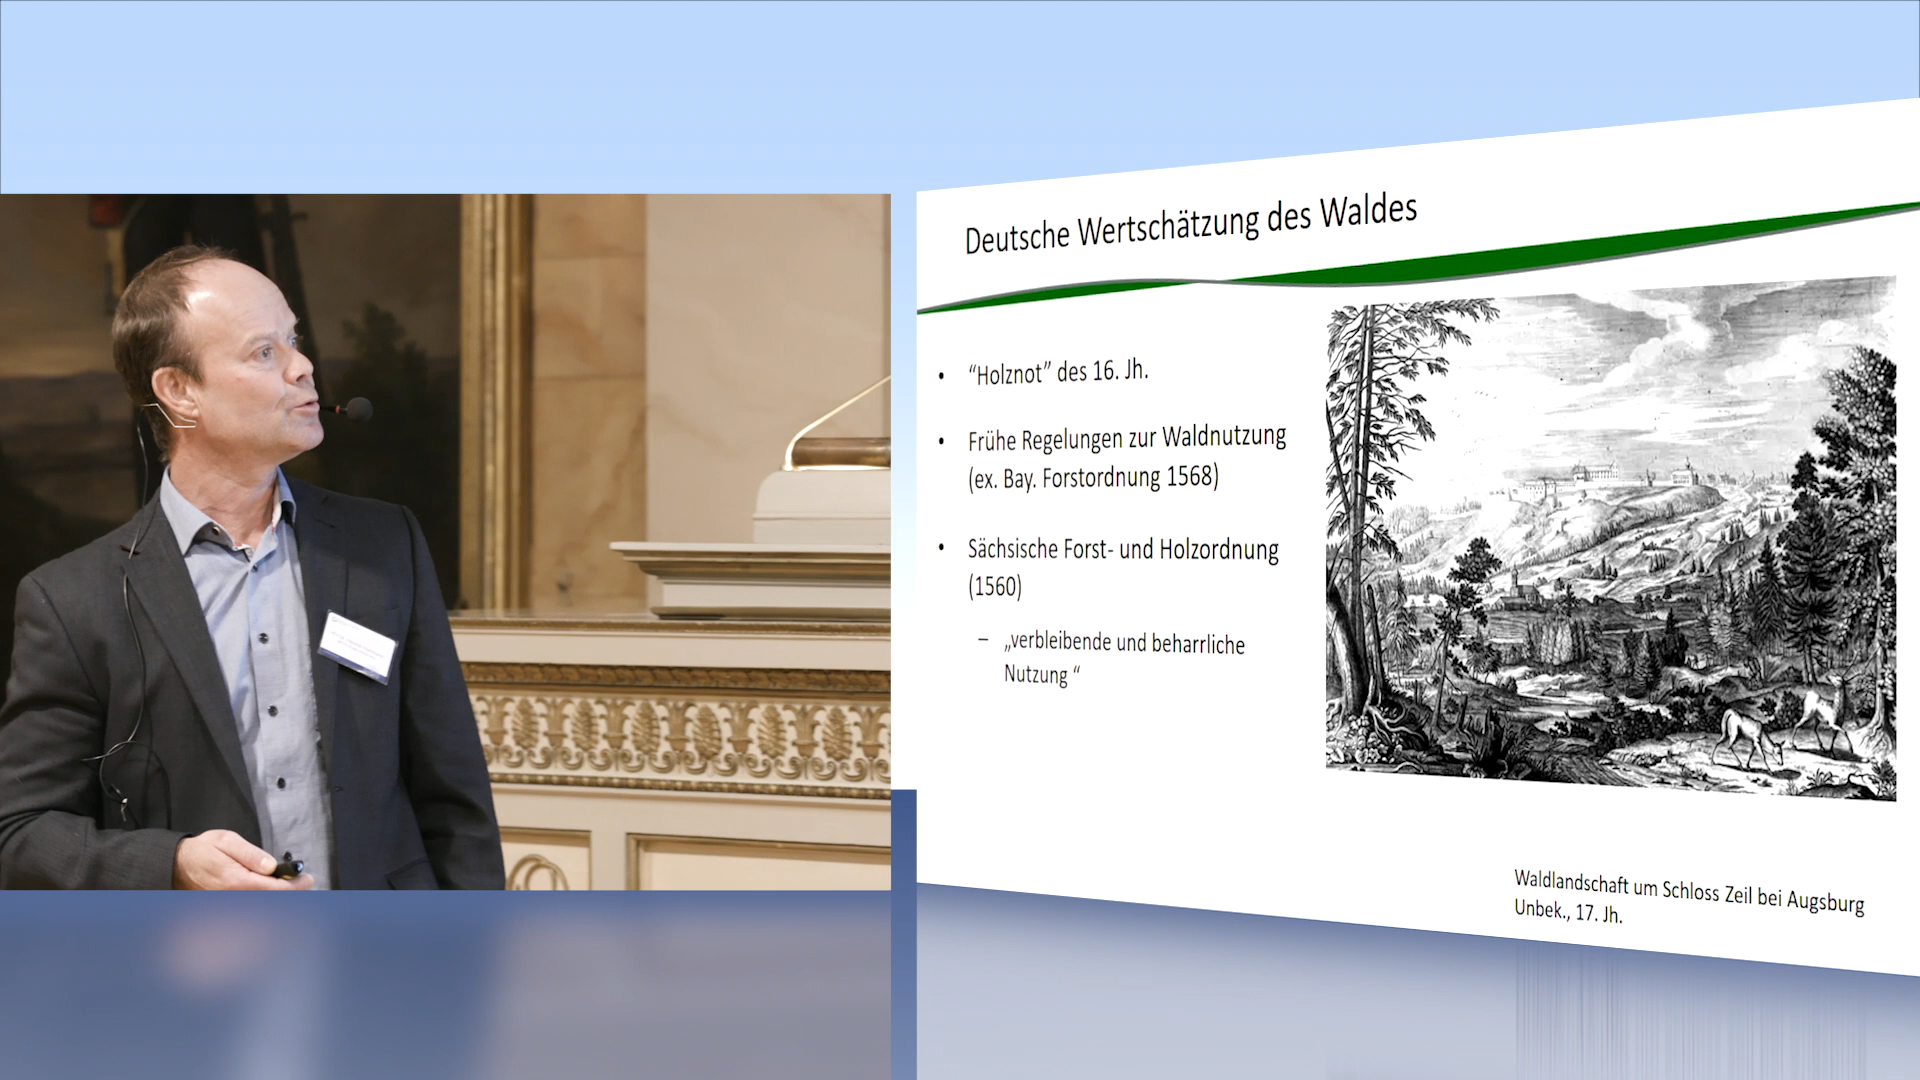 Deutsche Wertschätzung des Waldes
• “Holznot” des 16. Jh.
• Frühe Regelungen zur Waldnutzung
(ex. Bay. Forstordnung 1568)
• Sächsische Forst- und Holzordnung
(1560)
– „verbleibende und beharrliche
Nutzung “
Waldlandschaft um Schloss Zeil bei Augsburg
Unbek., 17. Jh.